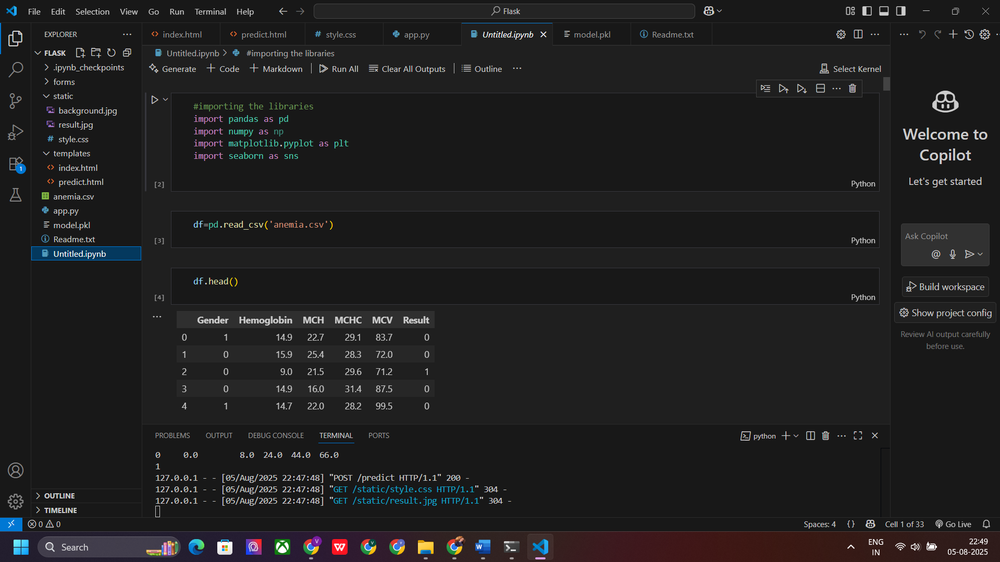 File Edit Selection View Go Run Terminal Help
Flask
EXPLORER
index.html
predict.html
style.css
app.py
Untitled.ipynb
model.pkl
Readme.txt
FLASK
.ipynb_checkpoints
forms
static
background.jpg
result.jpg
style.css
templates
index.html
predict.html
anemia.csv
app.py
model.pkl
Readme.txt
Untitled.ipynb
OUTLINE
TIMELINE
Untitled.ipynb > #importing the libraries
Generate + Code + Markdown | Run All Clear All Outputs | Outline ...
Select Kernel
#importing the libraries
import pandas as pd
import numpy as np
import matplotlib.pyplot as plt
import seaborn as sns
[2]
Python
df=pd.read_csv('anemia.csv')
[3]
Python
df.head()
[4]
Python
Gender Hemoglobin MCH MCHC MCV Result
0 1 14.9 22.7 29.1 83.7 0
1 0 15.9 25.4 28.3 72.0 0
2 0 9.0 21.5 29.6 71.2 1
3 0 14.9 16.0 31.4 87.5 0
4 1 14.7 22.0 28.2 99.5 0
PROBLEMS OUTPUT DEBUG CONSOLE TERMINAL PORTS
python
0 0.0 8.0 24.0 44.0 66.0
1
127.0.0.1 - - [05/Aug/2025 22:47:48] "POST /predict HTTP/1.1" 200 -
127.0.0.1 - - [05/Aug/2025 22:47:48] "GET /static/style.css HTTP/1.1" 304 -
127.0.0.1 - - [05/Aug/2025 22:47:48] "GET /static/result.jpg HTTP/1.1" 304 -
Welcome to
Copilot
Let's get started
Ask Copilot
@
Build workspace
Show project config
Review AI output carefully
before use.
1
0 0
Spaces: 4 {} Cell 1 of 33 Go Live
Search
V
W
V
V
W
ENG
IN
22:49
05-08-2025